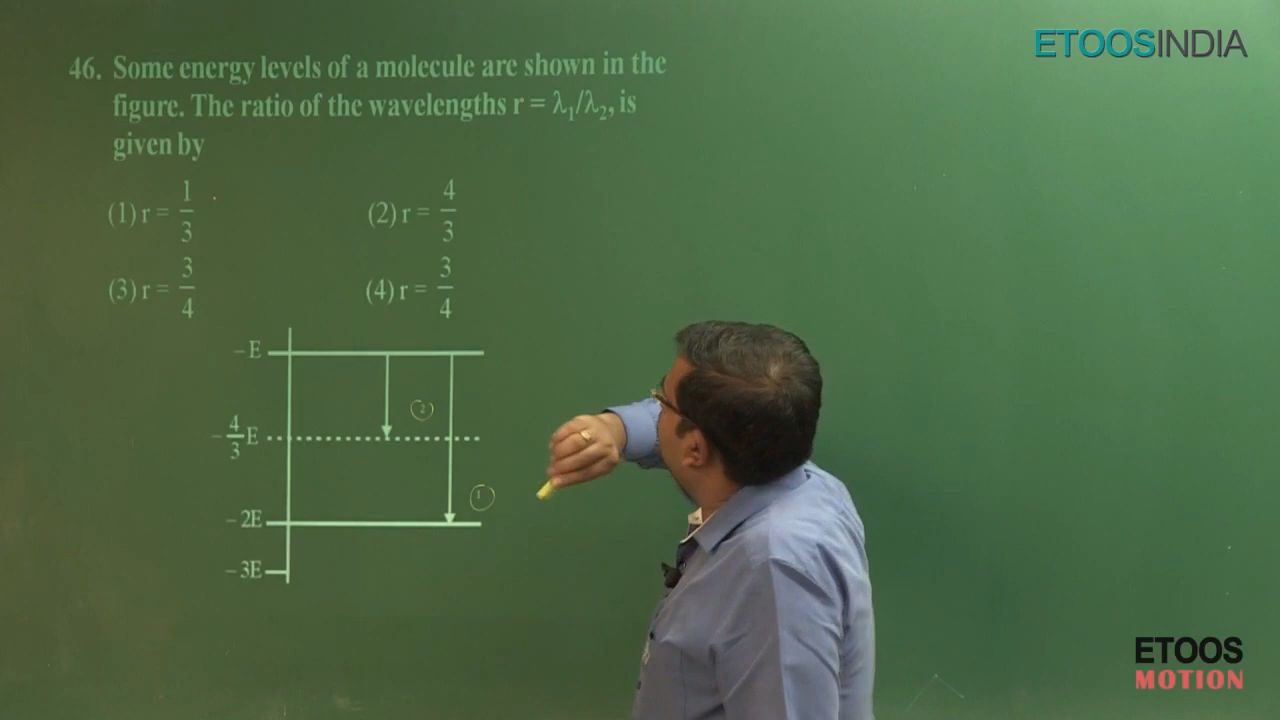 ETOOSINDIA
46. Some energy levels of a molecule are shown in the
figure. The ratio of the wavelengths r = λ₁/λ₂, is
given by
(1) r = 1/3 (2) r = 4/3
(3) r = 3/4 (4) r = 3/4
– E
2
– 4/3 E
1
– 2E
– 3E
ETOOS
MOTION